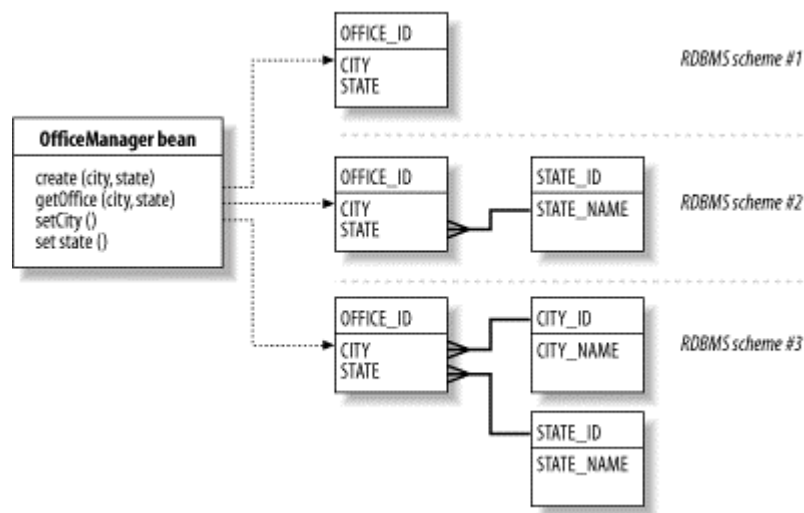 OFFICE_ID
CITY
STATE
RDBMS scheme #1
OfficeManager bean
create (city, state)
getOffice (city, state)
setCity ()
set state ()
OFFICE_ID
CITY
STATE
STATE_ID
STATE_NAME
RDBMS scheme #2
OFFICE_ID
CITY
STATE
CITY_ID
CITY_NAME
RDBMS scheme #3
STATE_ID
STATE_NAME